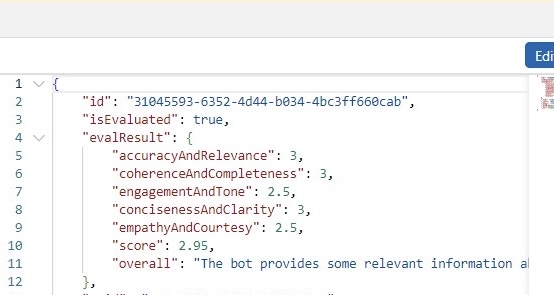 Edi
1 {
2 "id": "31045593-6352-4d44-b034-4bc3ff660cab",
3 "isEvaluated": true,
4 "evalResult": {
5 "accuracyAndRelevance": 3,
6 "coherenceAndCompleteness": 3,
7 "engagementAndTone": 2.5,
8 "concisenessAndClarity": 3,
9 "empathyAndCourtesy": 2.5,
10 "score": 2.95,
11 "overall": "The bot provides some relevant information
12 },